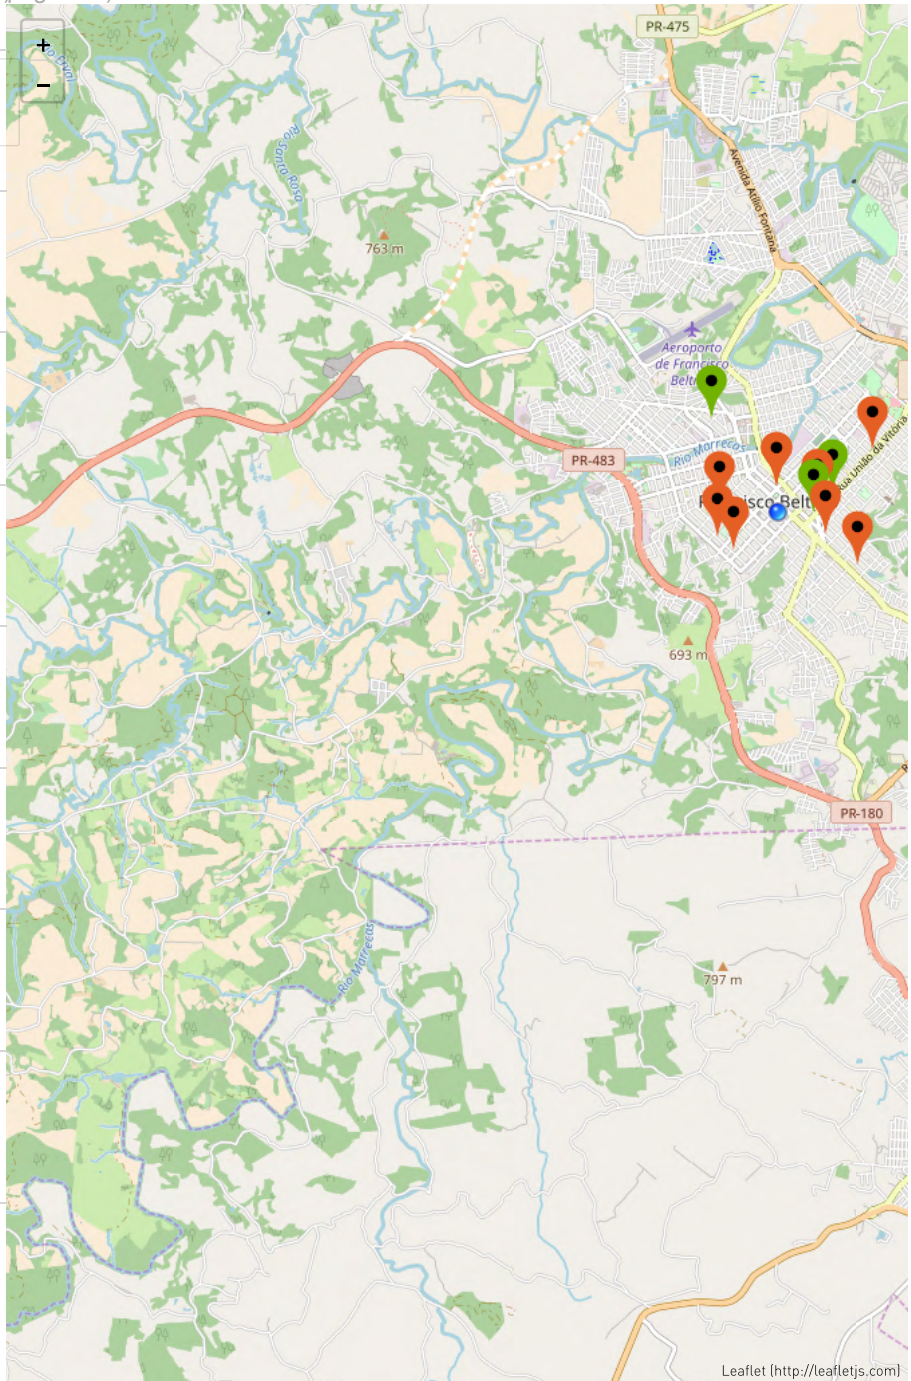 +
-
Rio Santa Rosa
PR-475
Avenida Atílio Fontana
763 m
Aeroporto
de Francisco
PR-483
Rio Marrecas
Rua União da Vitória
693 m
PR-180
Rio Marrecas
797 m
Leaflet (http://leafletjs.com)